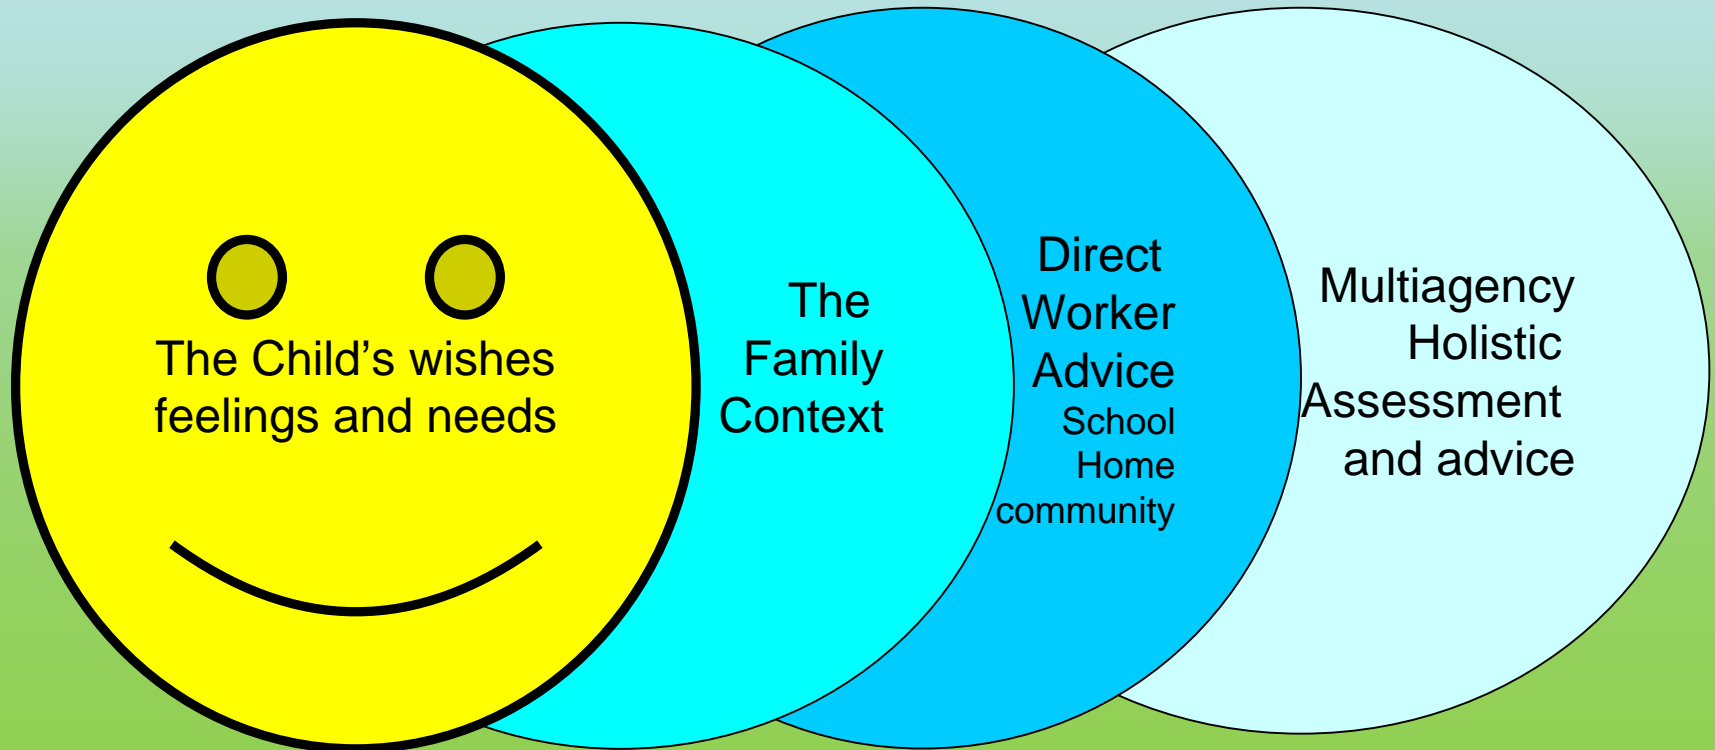 The Child’s wishes
feelings and needs
The
Family
Context
Direct
Worker
Advice
School
Home
community
Multiagency
Holistic
Assessment
and advice